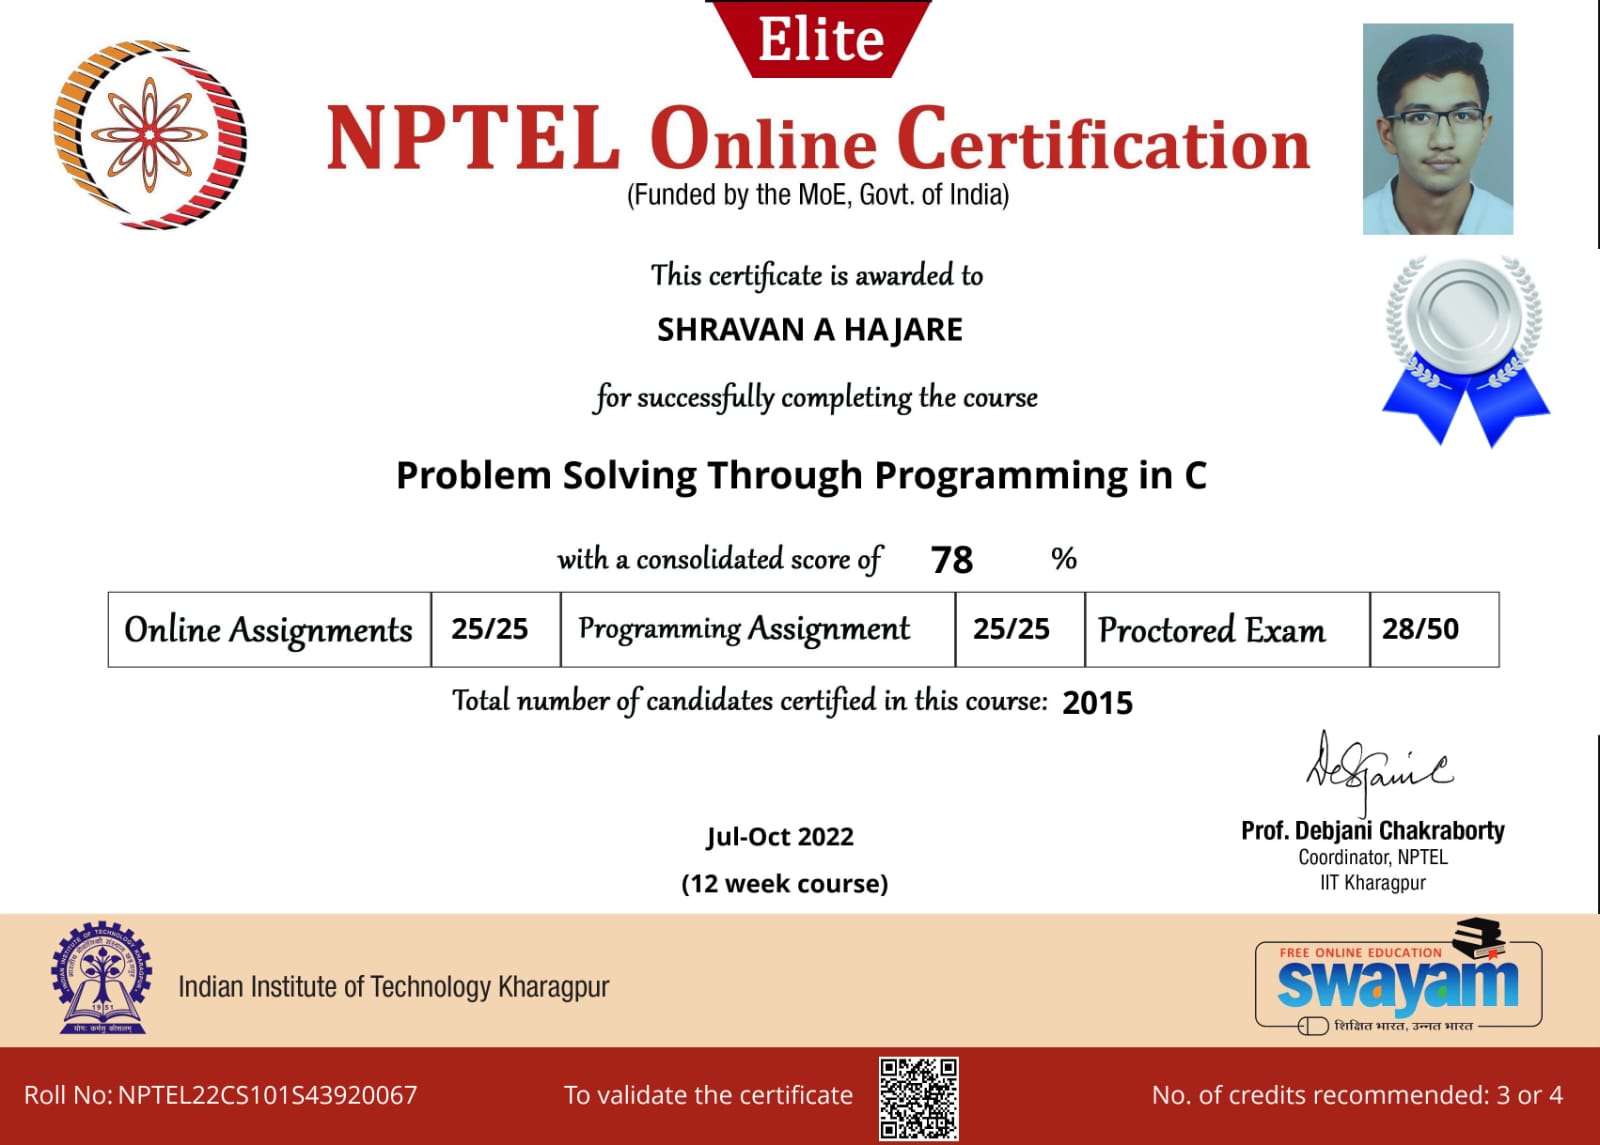 Elite
NPTEL Online Certification
(Funded by the MoE, Govt. of India)
This certificate is awarded to
SHRAVAN A HAJARE
for successfully completing the course
Problem Solving Through Programming in C
with a consolidated score of 78 %
Online Assignments 25/25 Programming Assignment 25/25 Proctored Exam 28/50
Total number of candidates certified in this course: 2015
Jul-Oct 2022
(12 week course)
Prof. Debjani Chakraborty
Coordinator, NPTEL
IIT Kharagpur
INDIAN INSTITUTE OF TECHNOLOGY KHARAGPUR
1951
योगः कर्मसु कौशलम्
Indian Institute of Technology Kharagpur
FREE ONLINE EDUCATION
swayam
शिक्षित भारत, उन्नत भारत
Roll No: NPTEL22CS101S43920067
To validate the certificate
No. of credits recommended: 3 or 4